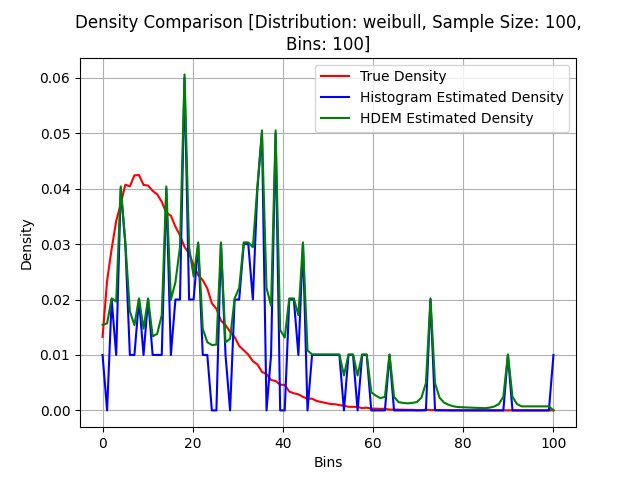 Density Comparison [Distribution: weibull, Sample Size: 100,
Bins: 100]
True Density
Histogram Estimated Density
HDEM Estimated Density
Density
0.06
0.05
0.04
0.03
0.02
0.01
0.00
0 20 40 60 80 100
Bins